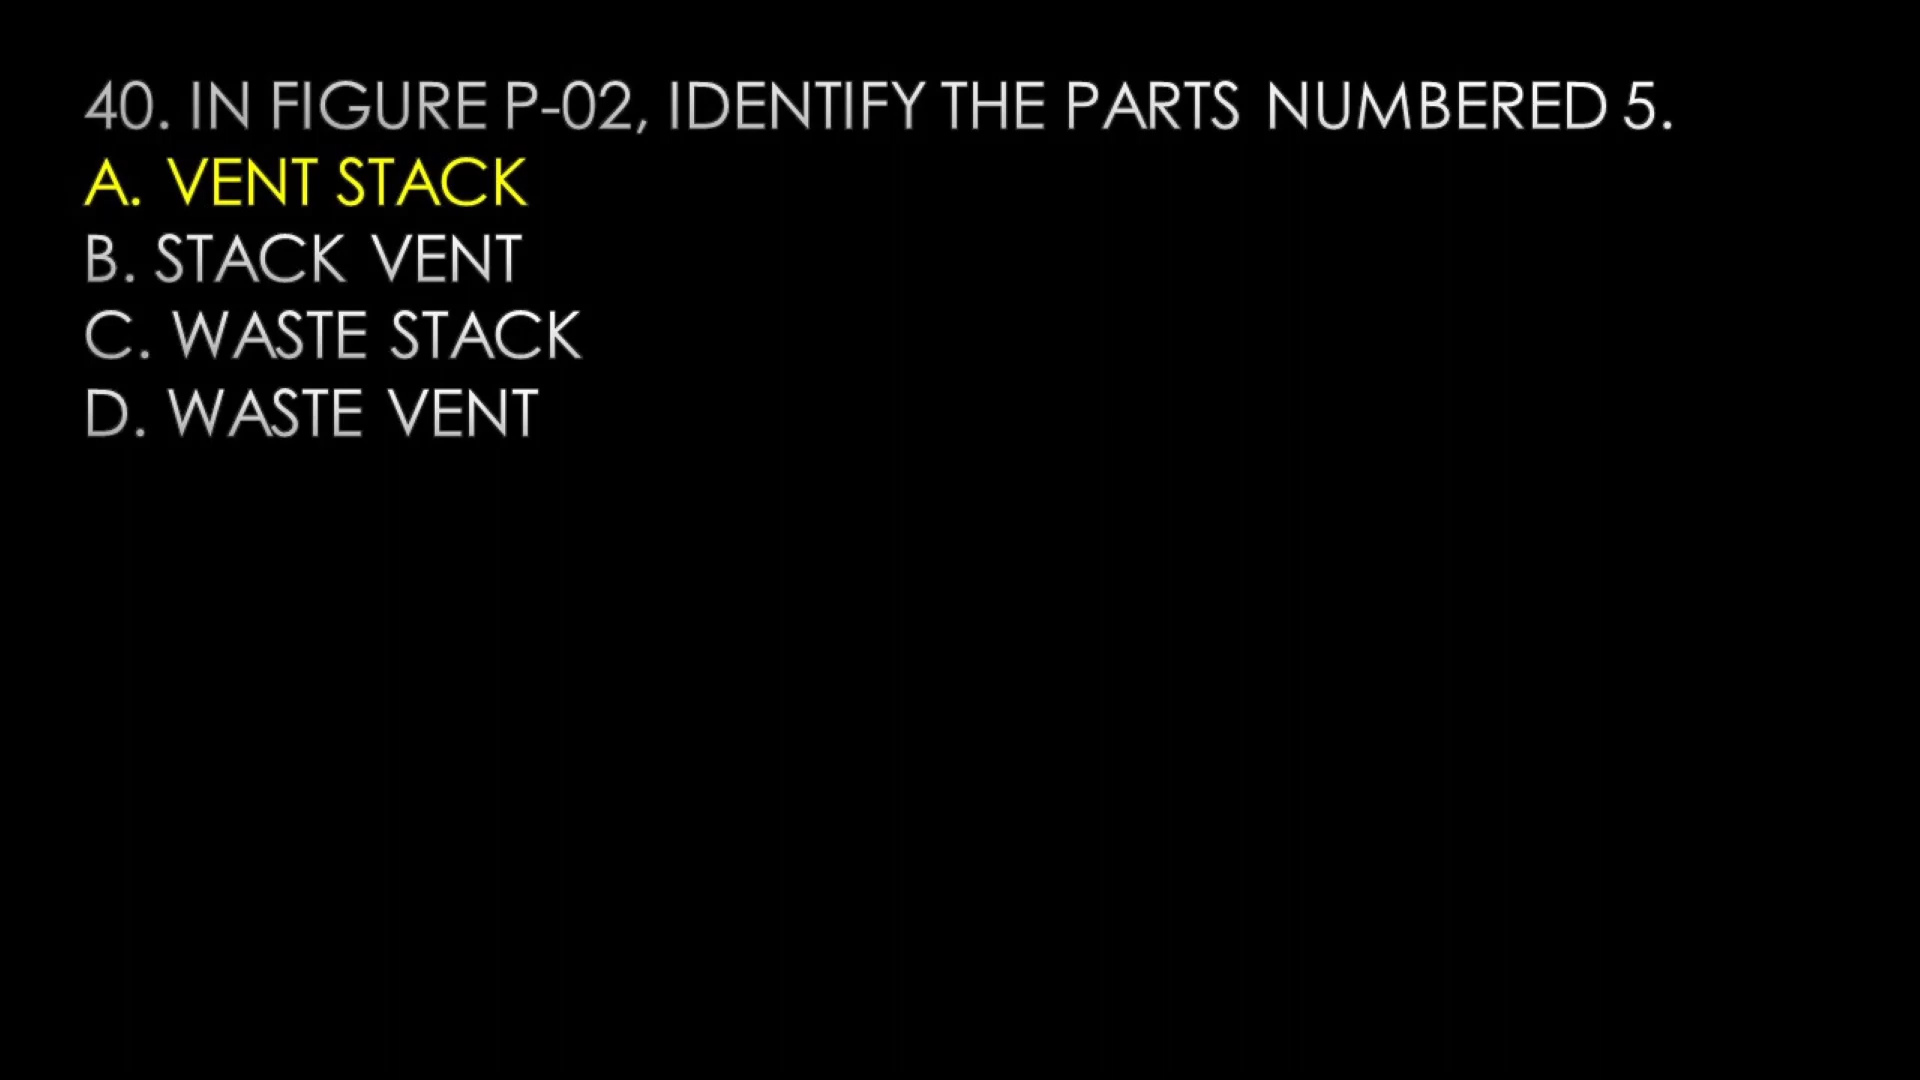 40. IN FIGURE P-02, IDENTIFY THE PARTS NUMBERED 5.
A. VENT STACK
B. STACK VENT
C. WASTE STACK
D. WASTE VENT